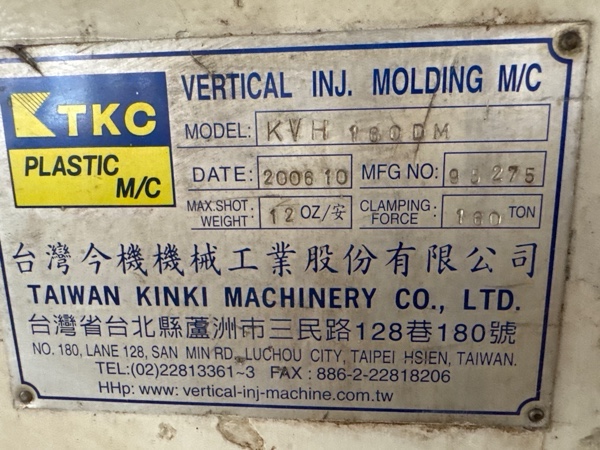 TKC
PLASTIC
M/C
VERTICAL INJ. MOLDING M/C
MODEL: KVH 160DM
DATE: 2006 10 MFG NO: 95275
MAX.SHOT WEIGHT: 12 OZ/安 CLAMPING FORCE: 160 TON
台灣今機機械工業股份有限公司
TAIWAN KINKI MACHINERY CO., LTD.
台灣省台北縣蘆洲市三民路128巷180號
NO. 180, LANE 128, SAN MIN RD., LUCHOU CITY, TAIPEI HSIEN, TAIWAN.
TEL:(02)22813361~3 FAX : 886-2-22818206
HHp: www: vertical-inj-machine.com.tw